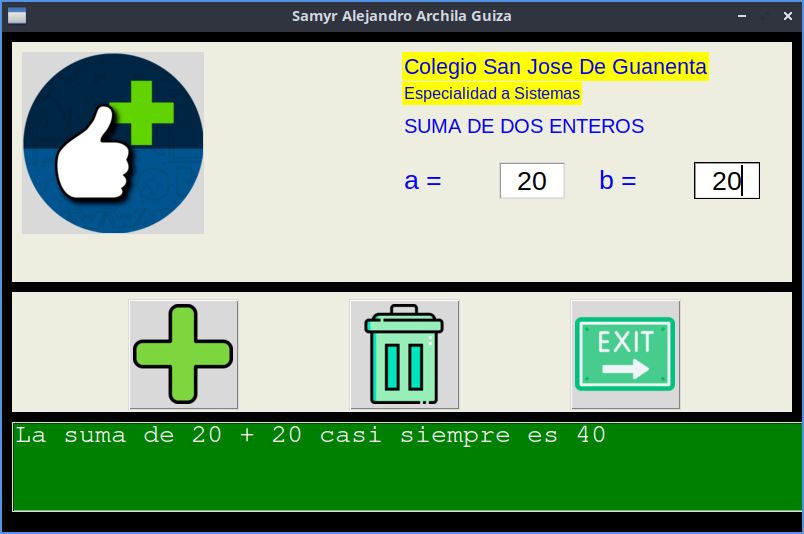 Samyr Alejandro Archila Guiza
Colegio San Jose De Guanenta
Especialidad a Sistemas
SUMA DE DOS ENTEROS
a = 20 b = 20
EXIT
La suma de 20 + 20 casi siempre es 40